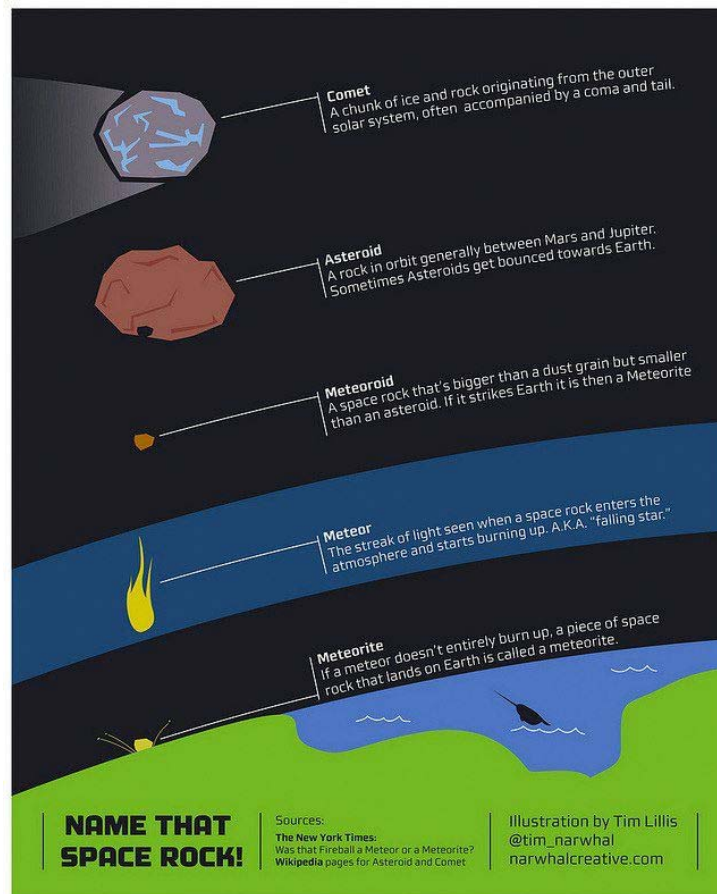 Comet
A chunk of ice and rock originating from the outer
solar system, often accompanied by a coma and tail.
Asteroid
A rock in orbit generally between Mars and Jupiter.
Sometimes Asteroids get bounced towards Earth.
Meteoroid
A space rock that's bigger than a dust grain but smaller
than an asteroid. If it strikes Earth it is then a Meteorite
Meteor
The streak of light seen when a space rock enters the
atmosphere and starts burning up. A.K.A. “falling star.”
Meteorite
If a meteor doesn't entirely burn up, a piece of space
rock that lands on Earth is called a meteorite.
NAME THAT
SPACE ROCK!
Sources:
The New York Times:
Was that Fireball a Meteor or a Meteorite?
Wikipedia pages for Asteroid and Comet
Illustration by Tim Lillis
@tim_narwhal
narwhalcreative.com